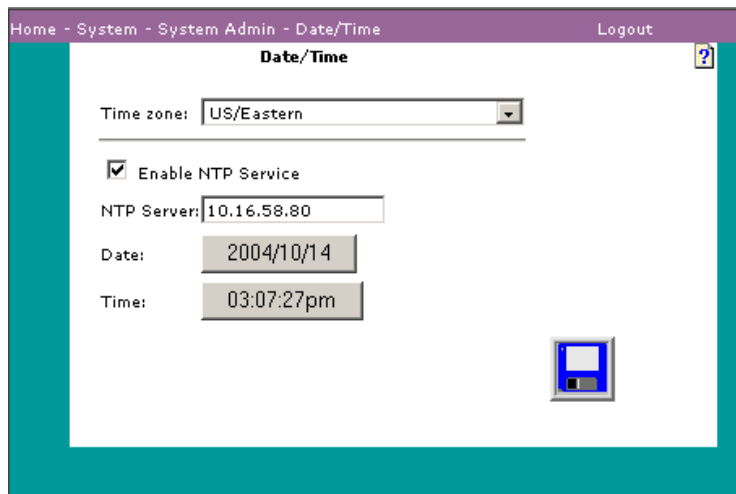 Home - System - System Admin - Date/Time Logout
Date/Time
?
Time zone: US/Eastern
Enable NTP Service
NTP Server: 10.16.58.80
Date: 2004/10/14
Time: 03:07:27pm